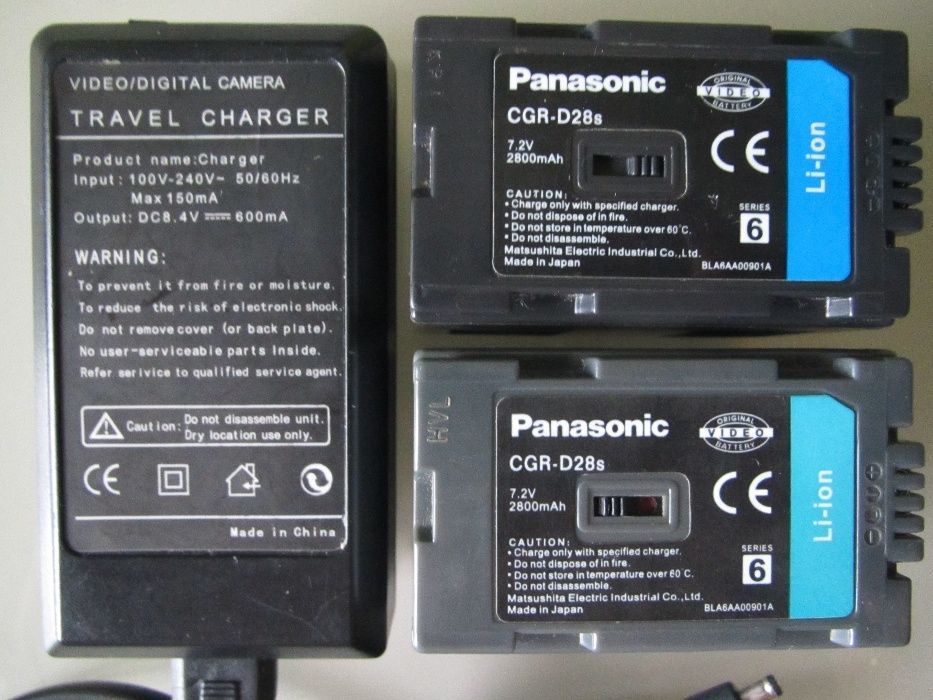 VIDEO/DIGITAL CAMERA
TRAVEL CHARGER
Product name:Charger
Input : 100V-240V~ 50/60Hz
Max 150mA
Output: DC8.4V ⎓ 600mA
WARNING:
To prevent it from fire or moisture.
To reduce the risk of electronic shock.
Do not remove cover (or back plate).
No user-serviceable parts Inside.
Refer serivice to qualified service agent.
Caution: Do not disassemble unit.
Dry location use only.
CE
Made in China
Panasonic
ORIGINAL
VIDEO
BATTERY
CGR-D28s
7.2V
2800mAh
CE
CAUTION:
• Charge only with specified charger.
• Do not dispose of in fire.
• Do not store in temperature over 60°C.
• Do not disassemble.
Matsushita Electric Industrial Co.,Ltd.
Made in Japan
SERIES
6
BLA6AA00901A
Li-ion
HVL
Panasonic
ORIGINAL
VIDEO
BATTERY
CGR-D28s
7.2V
2800mAh
CE
CAUTION:
• Charge only with specified charger.
• Do not dispose of in fire.
• Do not store in temperature over 60°C.
• Do not disassemble.
Matsushita Electric Industrial Co.,Ltd.
Made in Japan
SERIES
6
BLA6AA00901A
Li-ion